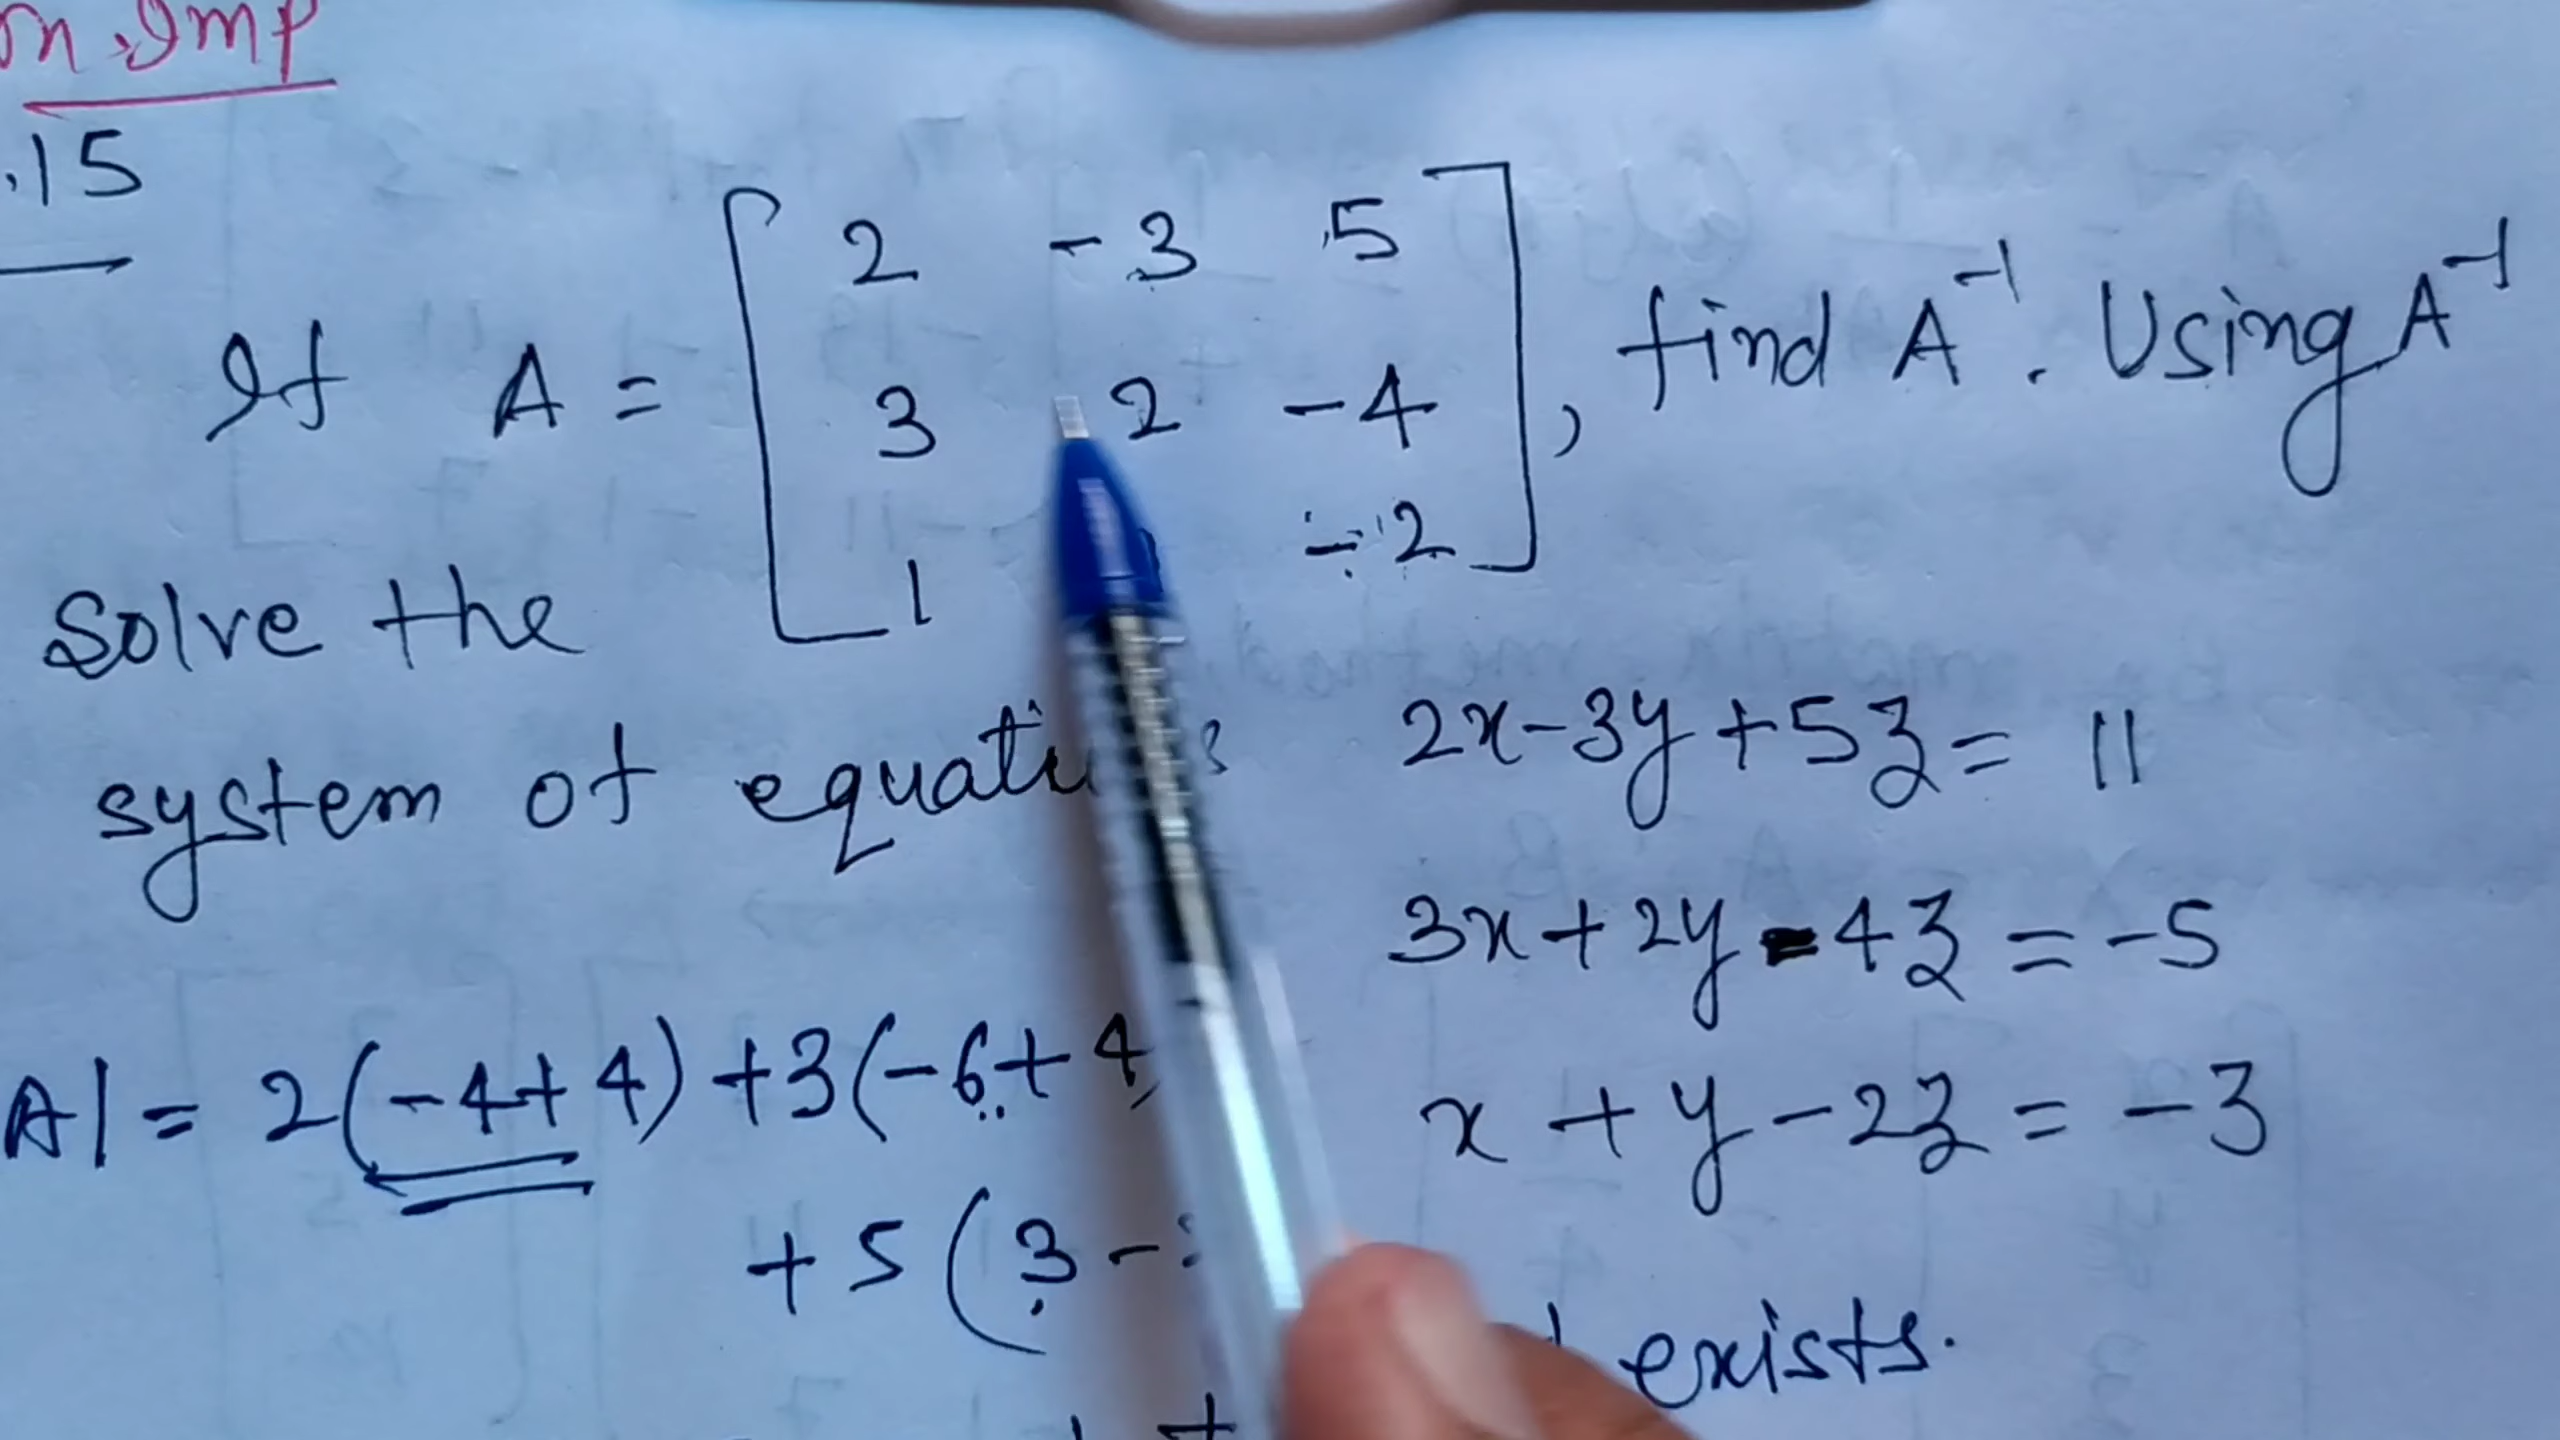 m.Imp
.15
If A = [ 2 -3 5
3 2 -4
1 -2 ] , find A⁻¹. Using A⁻¹
Solve the
system of 2x-3y+5z = 11
3x+2y-4z = -5
x+y-2z = -3
A| = 2(-4+4) +3(-6+4
+5(3-
exists.